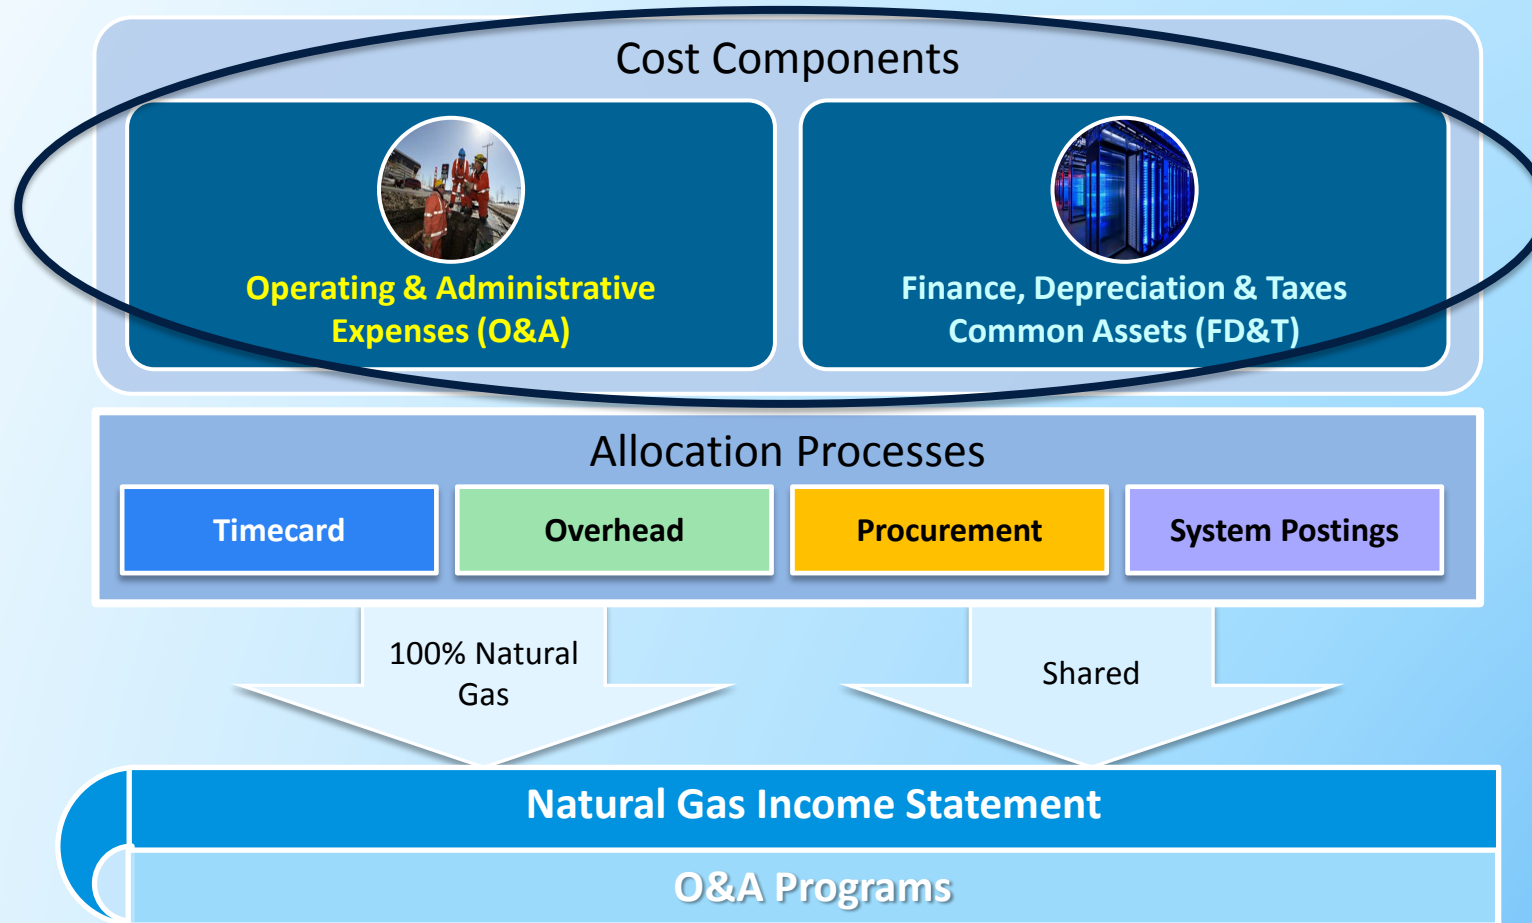 Cost Components
Operating & Administrative
Expenses (O&A)
Finance, Depreciation & Taxes
Common Assets (FD&T)
Allocation Processes
Timecard
Overhead
Procurement
System Postings
100% Natural
Gas
Shared
Natural Gas Income Statement
O&A Programs